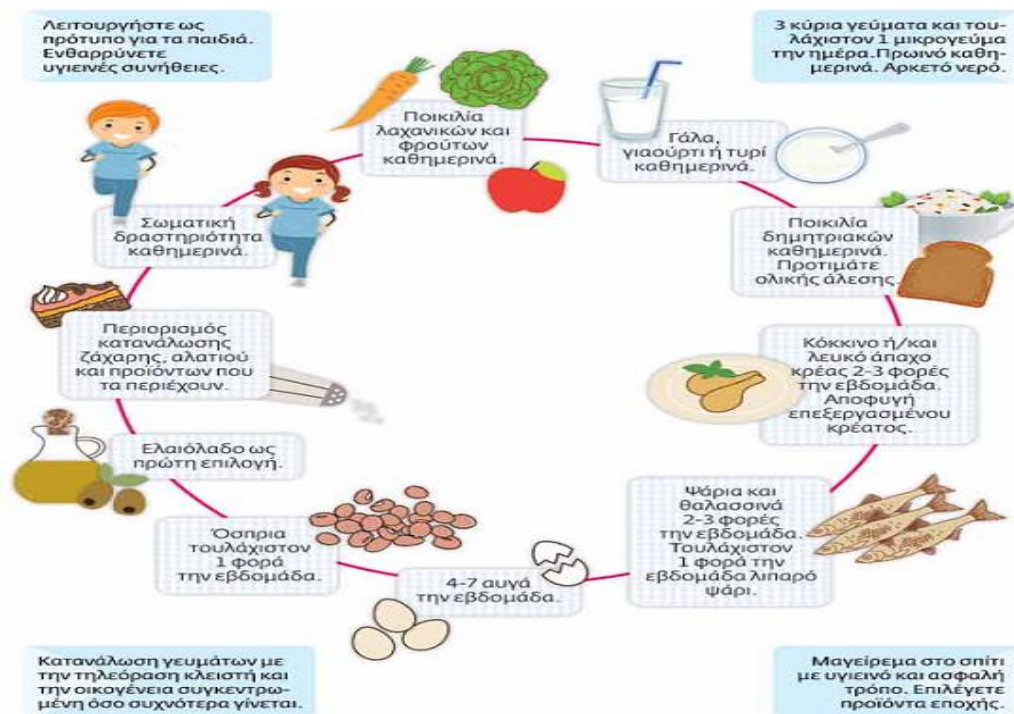 Λειτουργήστε ως
πρότυπο για τα παιδιά.
Ενθαρρύνετε
υγιεινές συνήθειες.
3 κύρια γεύματα και του-
λάχιστον 1 μικρογεύμα
την ημέρα. Πρωινό καθη-
μερινά. Αρκετό νερό.
Ποικιλία
λαχανικών και
φρούτων
καθημερινά.
Γάλα,
γιαούρτι ή τυρί
καθημερινά.
Ποικιλία
δημητριακών
καθημερινά.
Προτιμάτε
ολικής άλεσης.
Κόκκινο ή/και
λευκό άπαχο
κρέας 2-3 φορές
την εβδομάδα.
Αποφυγή
επεξεργασμένου
κρέατος.
Ψάρια και
θαλασσινά
2-3 φορές
την εβδομάδα.
Τουλάχιστον
1 φορά την
εβδομάδα λιπαρό
ψάρι.
4-7 αυγά
την εβδομάδα.
Όσπρια
τουλάχιστον
1 φορά
την εβδομάδα.
Ελαιόλαδο ως
πρώτη επιλογή.
Περιορισμός
κατανάλωσης
ζάχαρης, αλατιού
και προϊόντων που
τα περιέχουν.
Σωματική
δραστηριότητα
καθημερινά.
Κατανάλωση γευμάτων με
την τηλεόραση κλειστή και
την οικογένεια συγκεντρω-
μένη όσο συχνότερα γίνεται.
Μαγείρεμα στο σπίτι
με υγιεινό και ασφαλή
τρόπο. Επιλέγετε
προϊόντα εποχής.